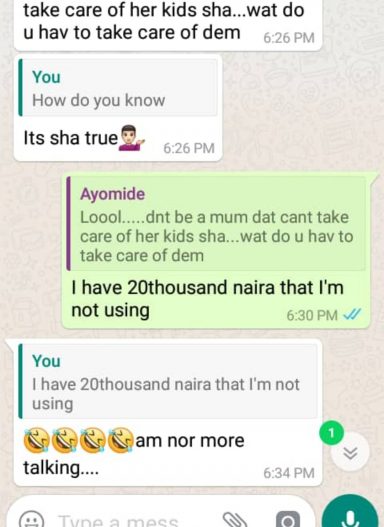 take care of her kids sha...wat do
u hav to take care of dem 6:26 PM
You
How do you know
Its sha true🤷🏻‍♂️ 6:26 PM
Ayomide
Loool.....dnt be a mum dat cant take
care of her kids sha...wat do u hav to
take care of dem
I have 20thousand naira that I'm
not using 6:30 PM
You
I have 20thousand naira that I'm not
using
🤣🤣🤣🤣am nor more
talking.... 6:34 PM
1
Type a mess